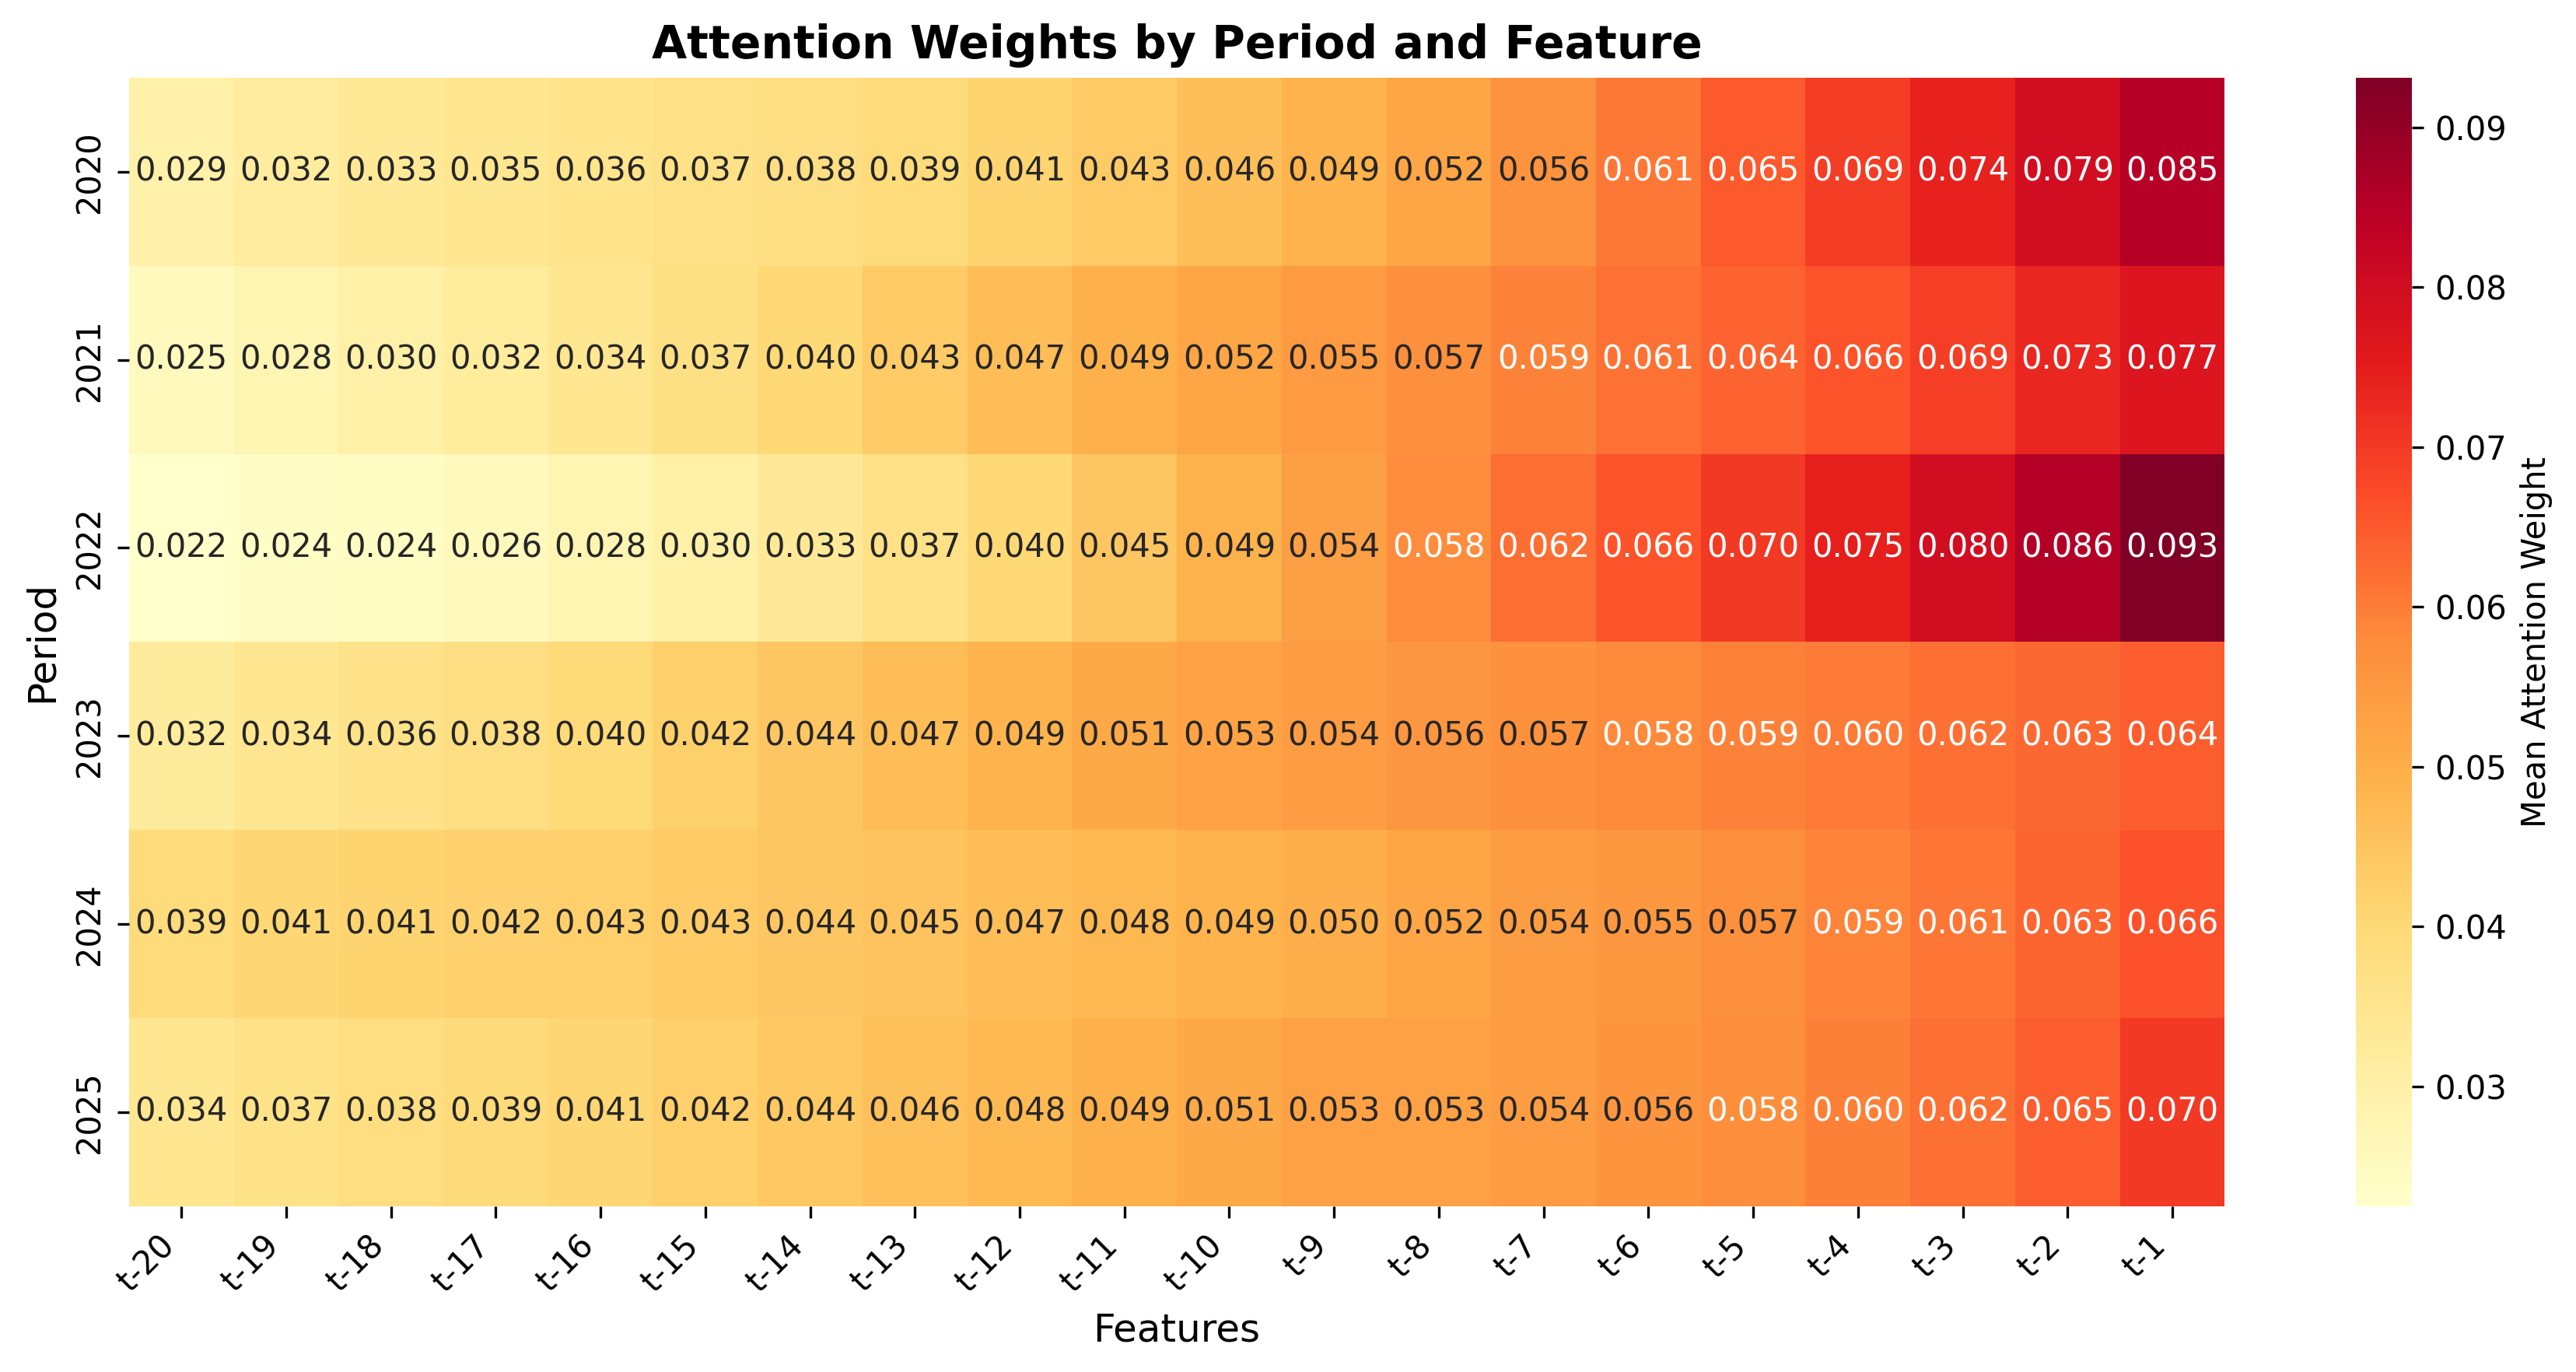 Attention Weights by Period and Feature
Period
2020 0.029 0.032 0.033 0.035 0.036 0.037 0.038 0.039 0.041 0.043 0.046 0.049 0.052 0.056 0.061 0.065 0.069 0.074 0.079 0.085
2021 0.025 0.028 0.030 0.032 0.034 0.037 0.040 0.043 0.047 0.049 0.052 0.055 0.057 0.059 0.061 0.064 0.066 0.069 0.073 0.077
2022 0.022 0.024 0.024 0.026 0.028 0.030 0.033 0.037 0.040 0.045 0.049 0.054 0.058 0.062 0.066 0.070 0.075 0.080 0.086 0.093
2023 0.032 0.034 0.036 0.038 0.040 0.042 0.044 0.047 0.049 0.051 0.053 0.054 0.056 0.057 0.058 0.059 0.060 0.062 0.063 0.064
2024 0.039 0.041 0.041 0.042 0.043 0.043 0.044 0.045 0.047 0.048 0.049 0.050 0.052 0.054 0.055 0.057 0.059 0.061 0.063 0.066
2025 0.034 0.037 0.038 0.039 0.041 0.042 0.044 0.046 0.048 0.049 0.051 0.053 0.053 0.054 0.056 0.058 0.060 0.062 0.065 0.070
t-20 t-19 t-18 t-17 t-16 t-15 t-14 t-13 t-12 t-11 t-10 t-9 t-8 t-7 t-6 t-5 t-4 t-3 t-2 t-1
Features
0.09
0.08
0.07
0.06
0.05
0.04
0.03
Mean Attention Weight